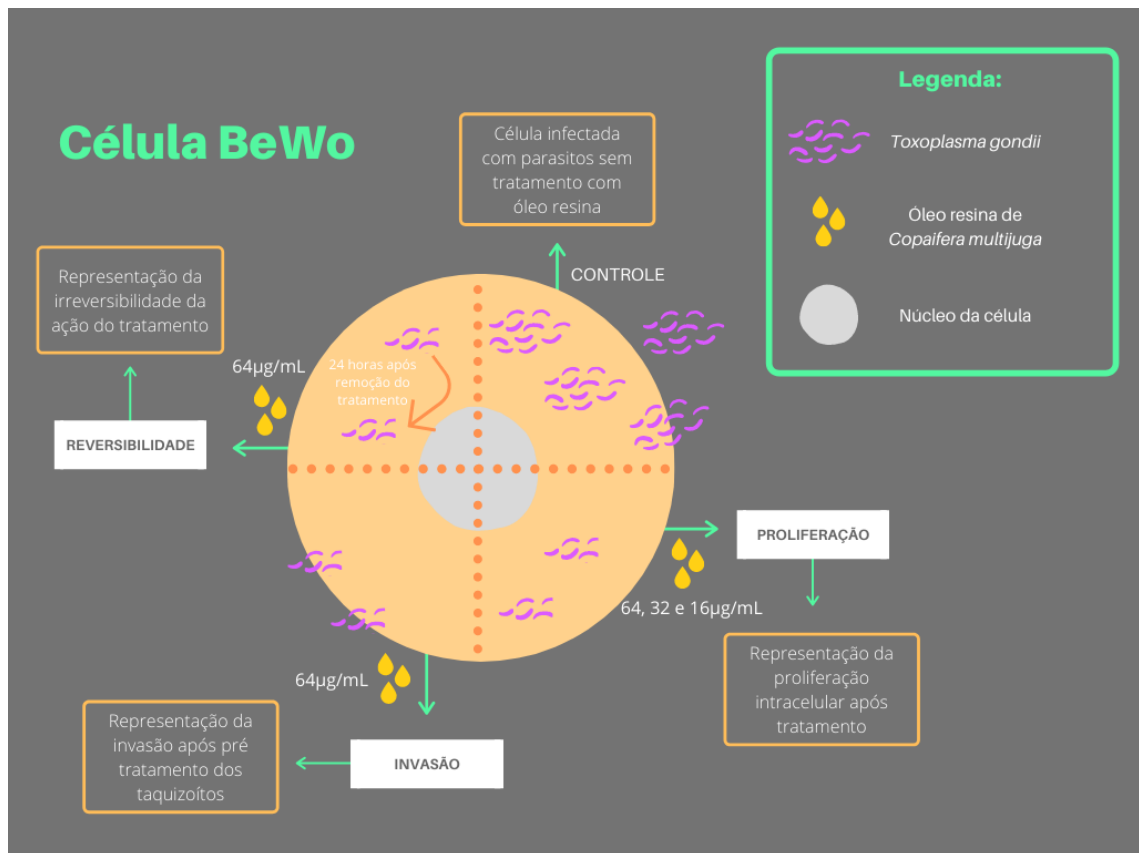 Célula BeWo
Célula infectada
com parasitos sem
tratamento com
óleo resina
Legenda:
Toxoplasma gondii
Óleo resina de
Copaifera multijuga
Núcleo da célula
CONTROLE
Representação da
irreversibilidade da
ação do tratamento
64µg/mL
24 horas após
remoção do
tratamento
REVERSIBILIDADE
PROLIFERAÇÃO
64, 32 e 16µg/mL
Representação da
proliferação
intracelular após
tratamento
64µg/mL
INVASÃO
Representação da
invasão após pré
tratamento dos
taquizoítos